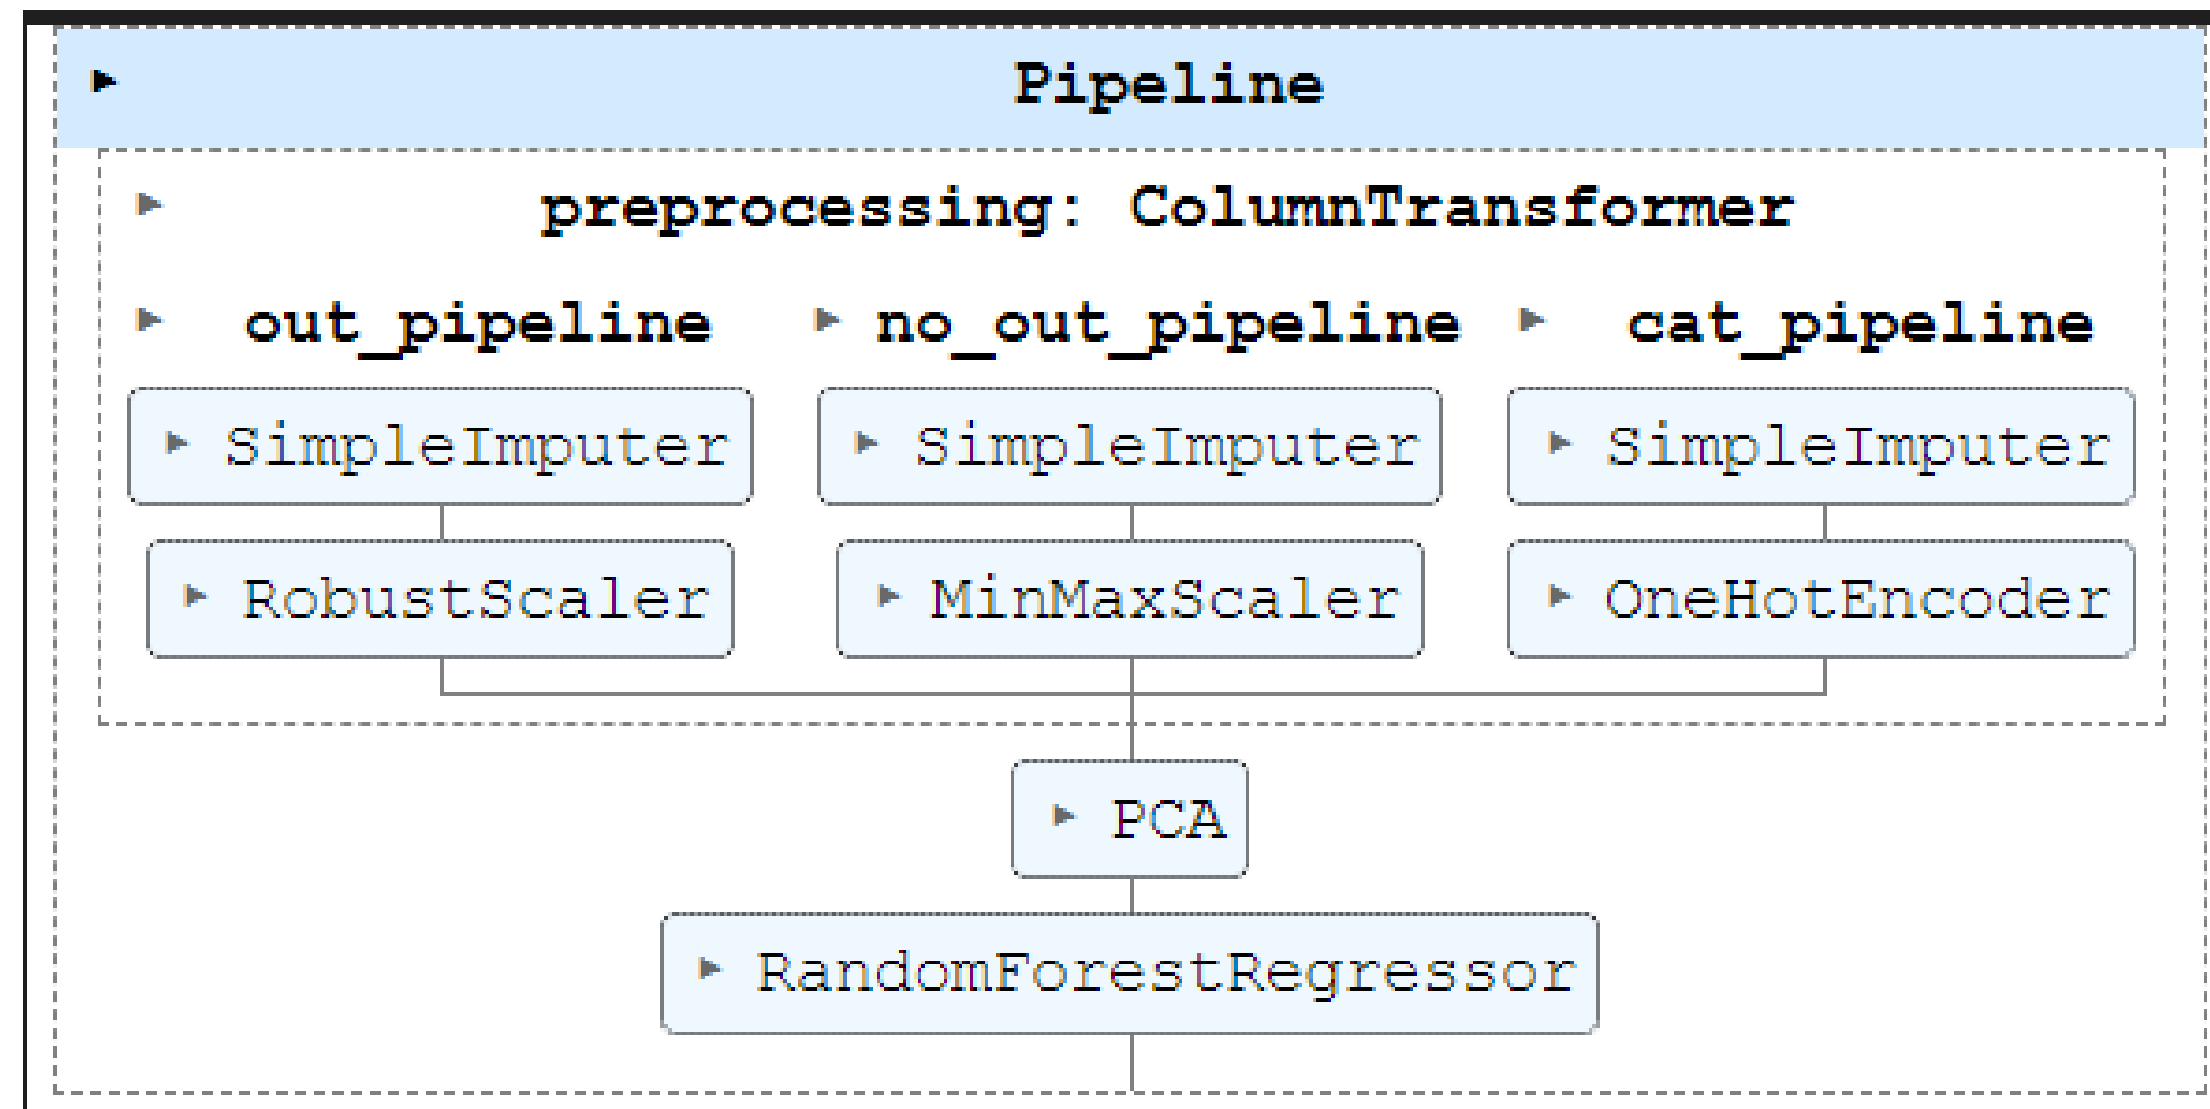 Pipeline
preprocessing: ColumnTransformer
out_pipeline no_out_pipeline cat_pipeline
SimpleImputer SimpleImputer SimpleImputer
RobustScaler MinMaxScaler OneHotEncoder
PCA
RandomForestRegressor